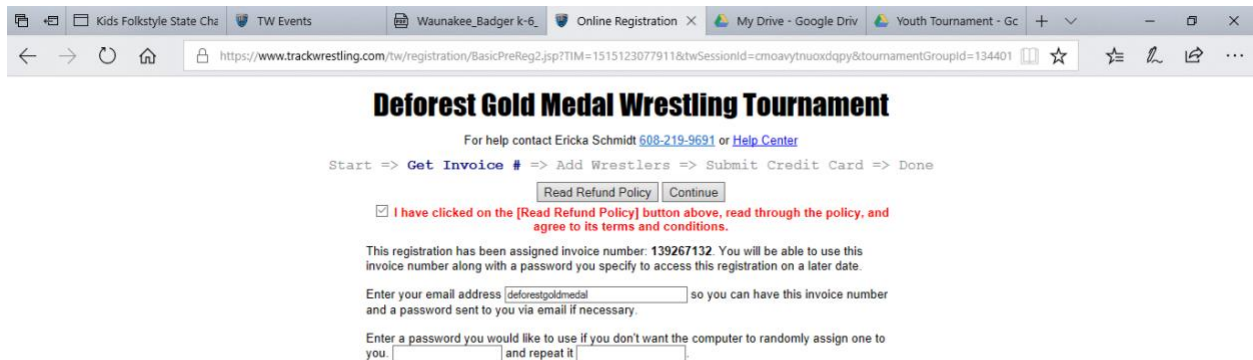 Kids Folkstyle State Cha
TW Events
Waunakee_Badger k-6_
Online Registration
My Drive - Google Driv
Youth Tournament - Gc
https://www.trackwrestling.com/tw/registration/BasicPreReg2.jsp?TIM=1515123077911&twSessionId=cmoavytnuoxdqpy&tournamentGroupId=134401
Deforest Gold Medal Wrestling Tournament
For help contact Ericka Schmidt 608-219-9691 or Help Center
Start => Get Invoice # => Add Wrestlers => Submit Credit Card => Done
Read Refund Policy Continue
I have clicked on the [Read Refund Policy] button above, read through the policy, and
agree to its terms and conditions.
This registration has been assigned invoice number: 139267132. You will be able to use this
invoice number along with a password you specify to access this registration on a later date.
Enter your email address deforestgoldmedal so you can have this invoice number
and a password sent to you via email if necessary.
Enter a password you would like to use if you don't want the computer to randomly assign one to
you. and repeat it .